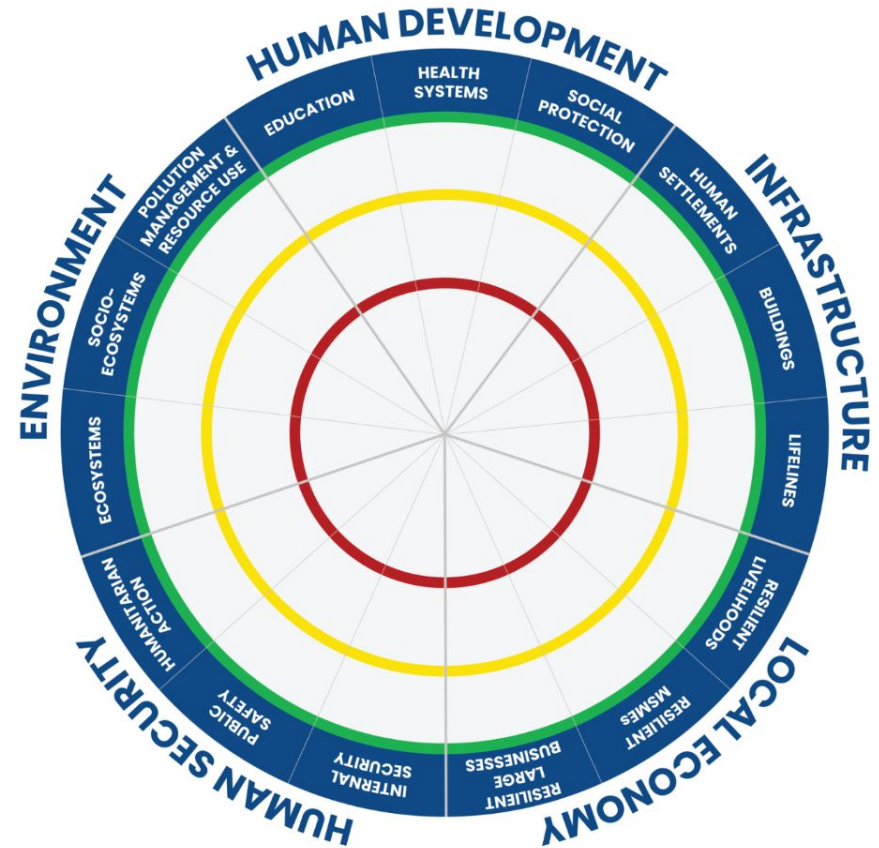 HUMAN DEVELOPMENT
EDUCATION
HEALTH
SYSTEMS
SOCIAL
PROTECTION
INFRASTRUCTURE
HUMAN
SETTLEMENTS
BUILDINGS
LIFELINES
LOCAL ECONOMY
RESILIENT
LIVELIHOODS
RESILIENT
MSMES
RESILIENT
LARGE
BUSINESSES
HUMAN SECURITY
INTERNAL
SECURITY
PUBLIC
SAFETY
HUMANITARIAN
ACTION
ENVIRONMENT
ECOSYSTEMS
SOCIO-
ECOSYSTEMS
POLLUTION
MANAGEMENT &
RESOURCE USE